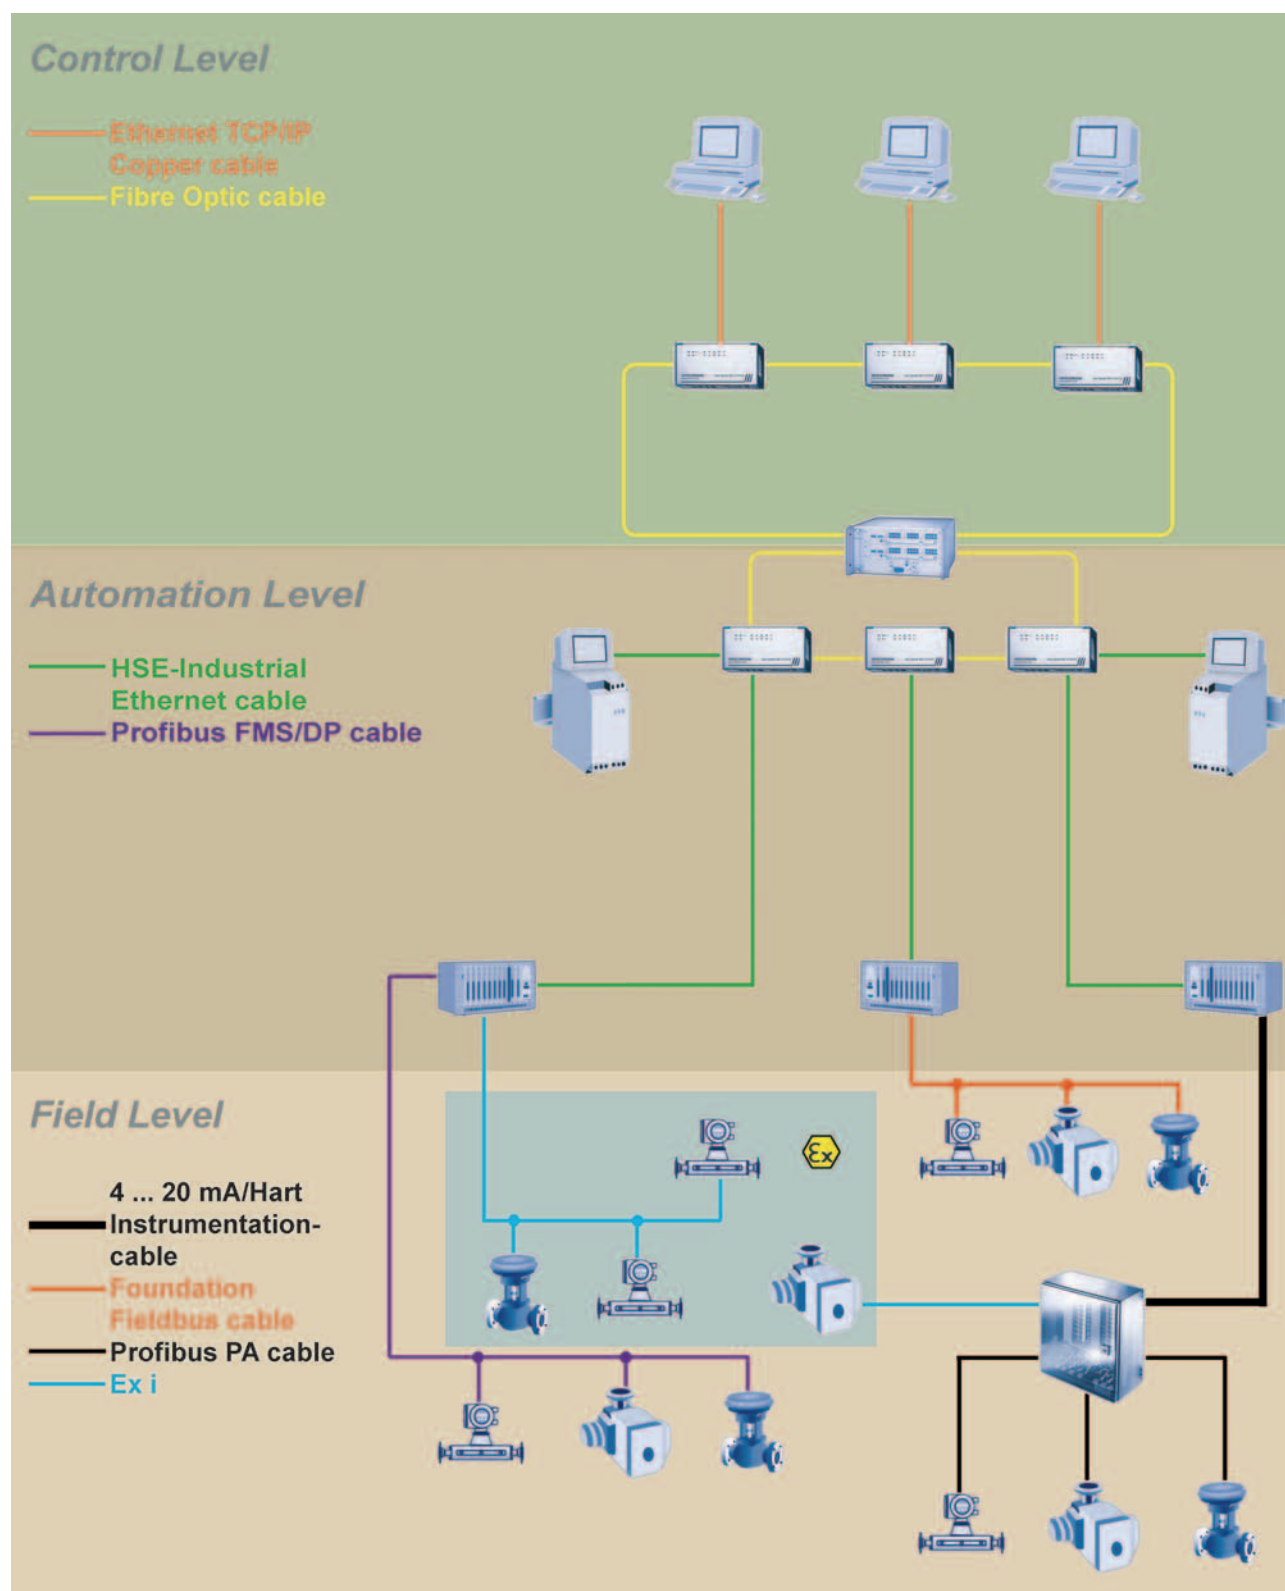 Control Level
Ethernet TCP/IP
Copper cable
Fibre Optic cable
Automation Level
HSE-Industrial
Ethernet cable
Profibus FMS/DP cable
Field Level
4 ... 20 mA/Hart
Instrumentation-
cable
Foundation
Fieldbus cable
Profibus PA cable
Ex i
Ex